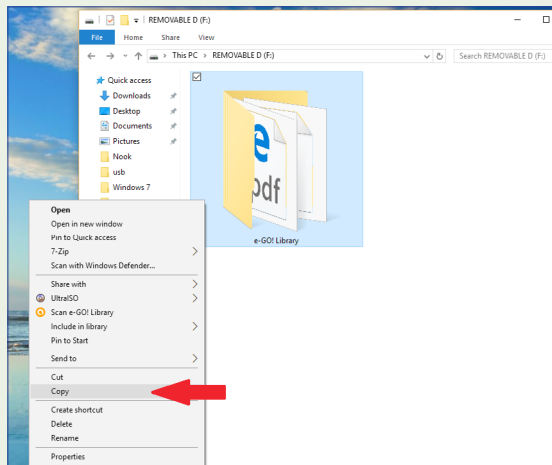 REMOVABLE D (F:)
File Home Share View
This PC > REMOVABLE D (F:)
Search REMOVABLE D (F:)
Quick access
Downloads
Desktop
Documents
Pictures
Nook
usb
Windows 7
e
pdf
e-GO! Library
Open
Open in new window
Pin to Quick access
7-Zip
Scan with Windows Defender...
Share with
UltraISO
Scan e-GO! Library
Include in library
Pin to Start
Send to
Cut
Copy
Create shortcut
Delete
Rename
Properties